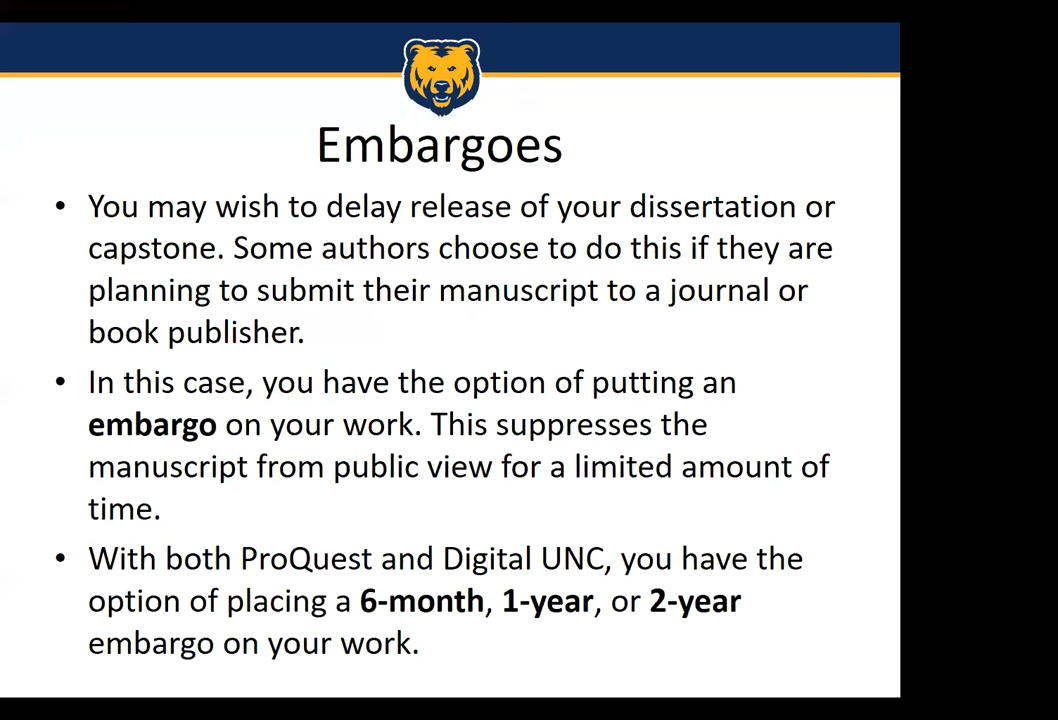 Embargoes
• You may wish to delay release of your dissertation or
capstone. Some authors choose to do this if they are
planning to submit their manuscript to a journal or
book publisher.
• In this case, you have the option of putting an
embargo on your work. This suppresses the
manuscript from public view for a limited amount of
time.
• With both ProQuest and Digital UNC, you have the
option of placing a 6-month, 1-year, or 2-year
embargo on your work.